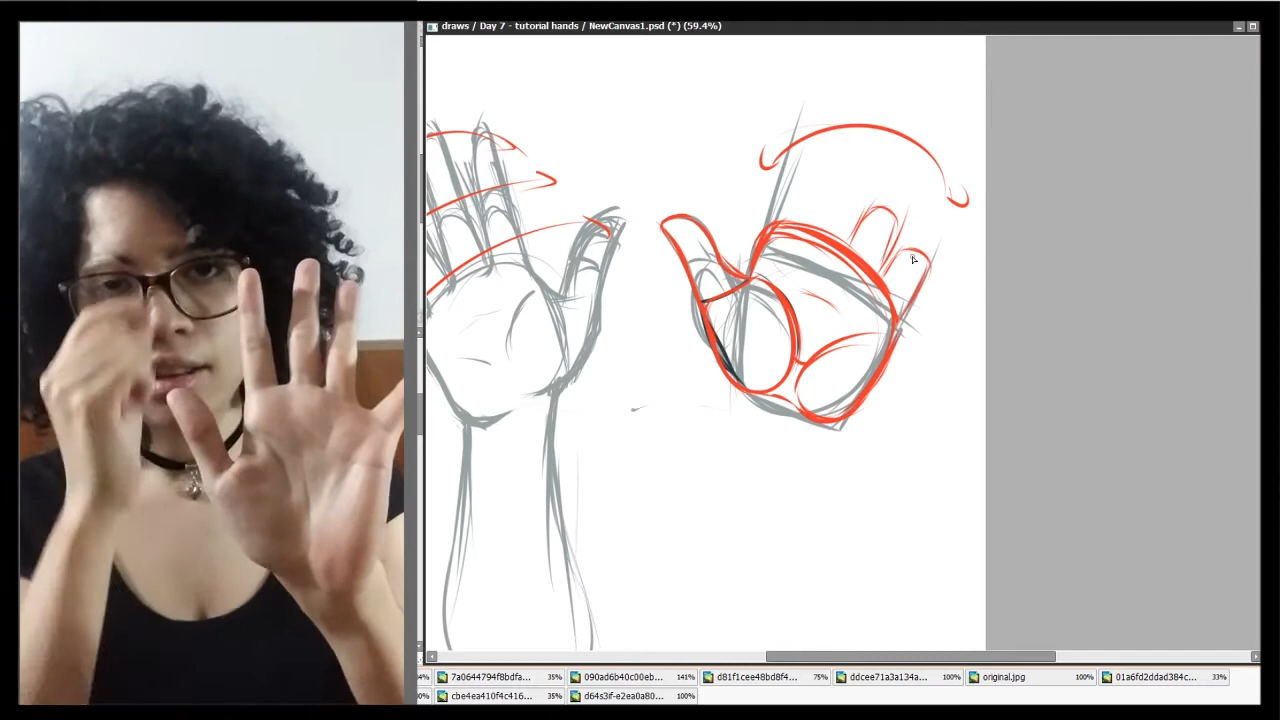 draws / Day 7 - tutorial hands / NewCanvas1.psd (*) (59.4%)
7a0644794f8bdfa... 35% 090ad6b40c00eb... 141% d81f1cee48bd8f4... 75% ddcee71a3a134a... 100% original.jpg 100% 01a6fd2ddad384c... 33%
cbe4ea410f4c416... 35% d64s3if-e2ea0a80... 100%